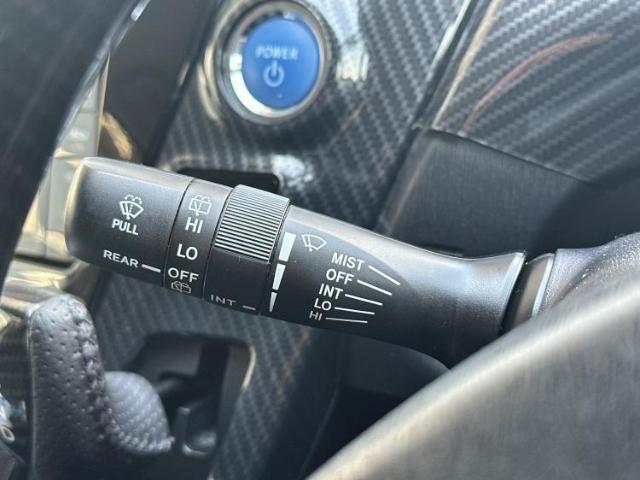 POWER
PULL
REAR
HI
LO
OFF
INT
MIST
OFF
INT
LO
HI